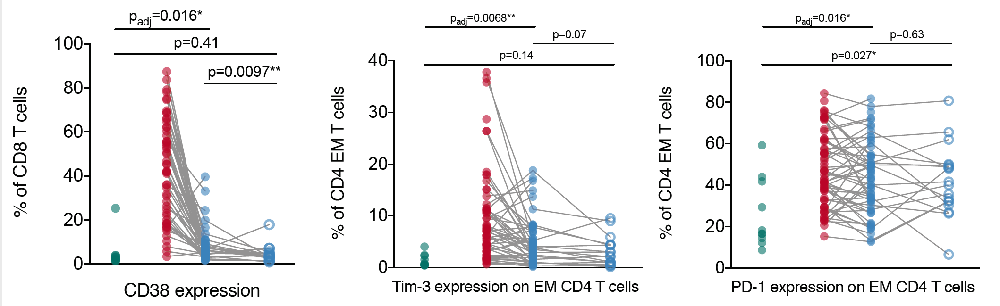 padj=0.016*
p=0.41
p=0.0097**
100
80
60
40
20
0
% of CD8 T cells
CD38 expression
padj=0.0068**
p=0.07
p=0.14
40
30
20
10
0
% of CD4 EM T cells
Tim-3 expression on EM CD4 T cells
padj=0.016*
p=0.63
p=0.027*
100
80
60
40
20
0
% of CD4 EM T cells
PD-1 expression on EM CD4 T cells